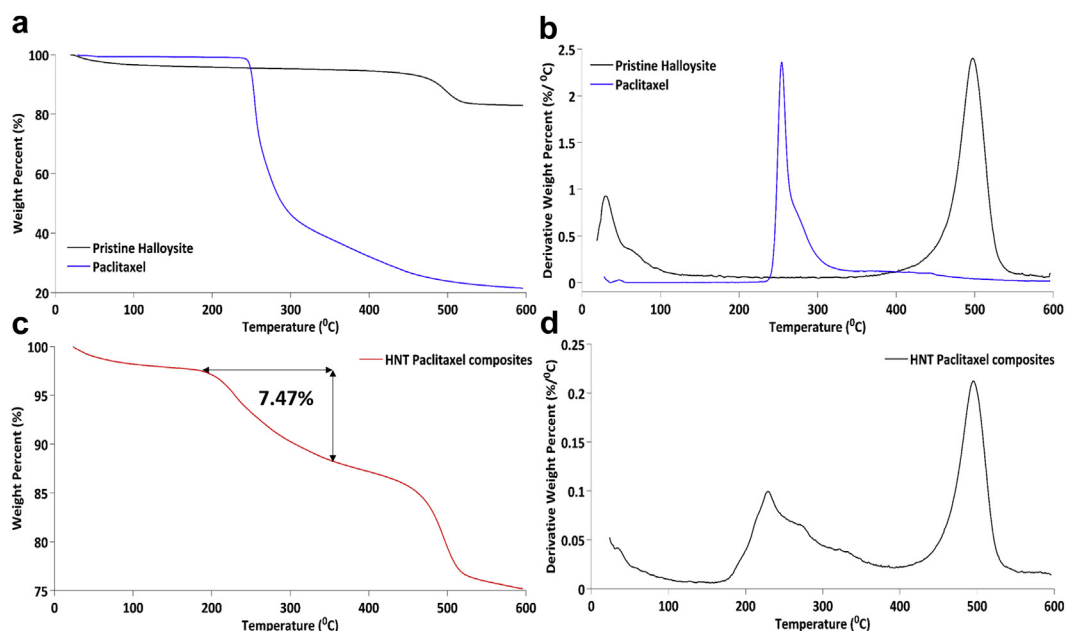 a
100
80
60
40
20
Weight Percent (%)
Pristine Halloysite
Paclitaxel
0
100
200
300
400
500
600
Temperature (⁰C)
b
2.5
2
1.5
1
0.5
0
Derivative Weight Percent (%/ ⁰C)
Pristine Halloysite
Paclitaxel
0
100
200
300
400
500
600
Temperature (⁰C)
c
100
95
90
85
80
75
Weight Percent (%)
HNT Paclitaxel composites
7.47%
0
100
200
300
400
500
600
Temperature (⁰C)
d
0.25
0.2
0.15
0.1
0.05
0
Derivative Weight Percent (%/⁰C)
HNT Paclitaxel composites
0
100
200
300
400
500
600
Temperature (⁰C)